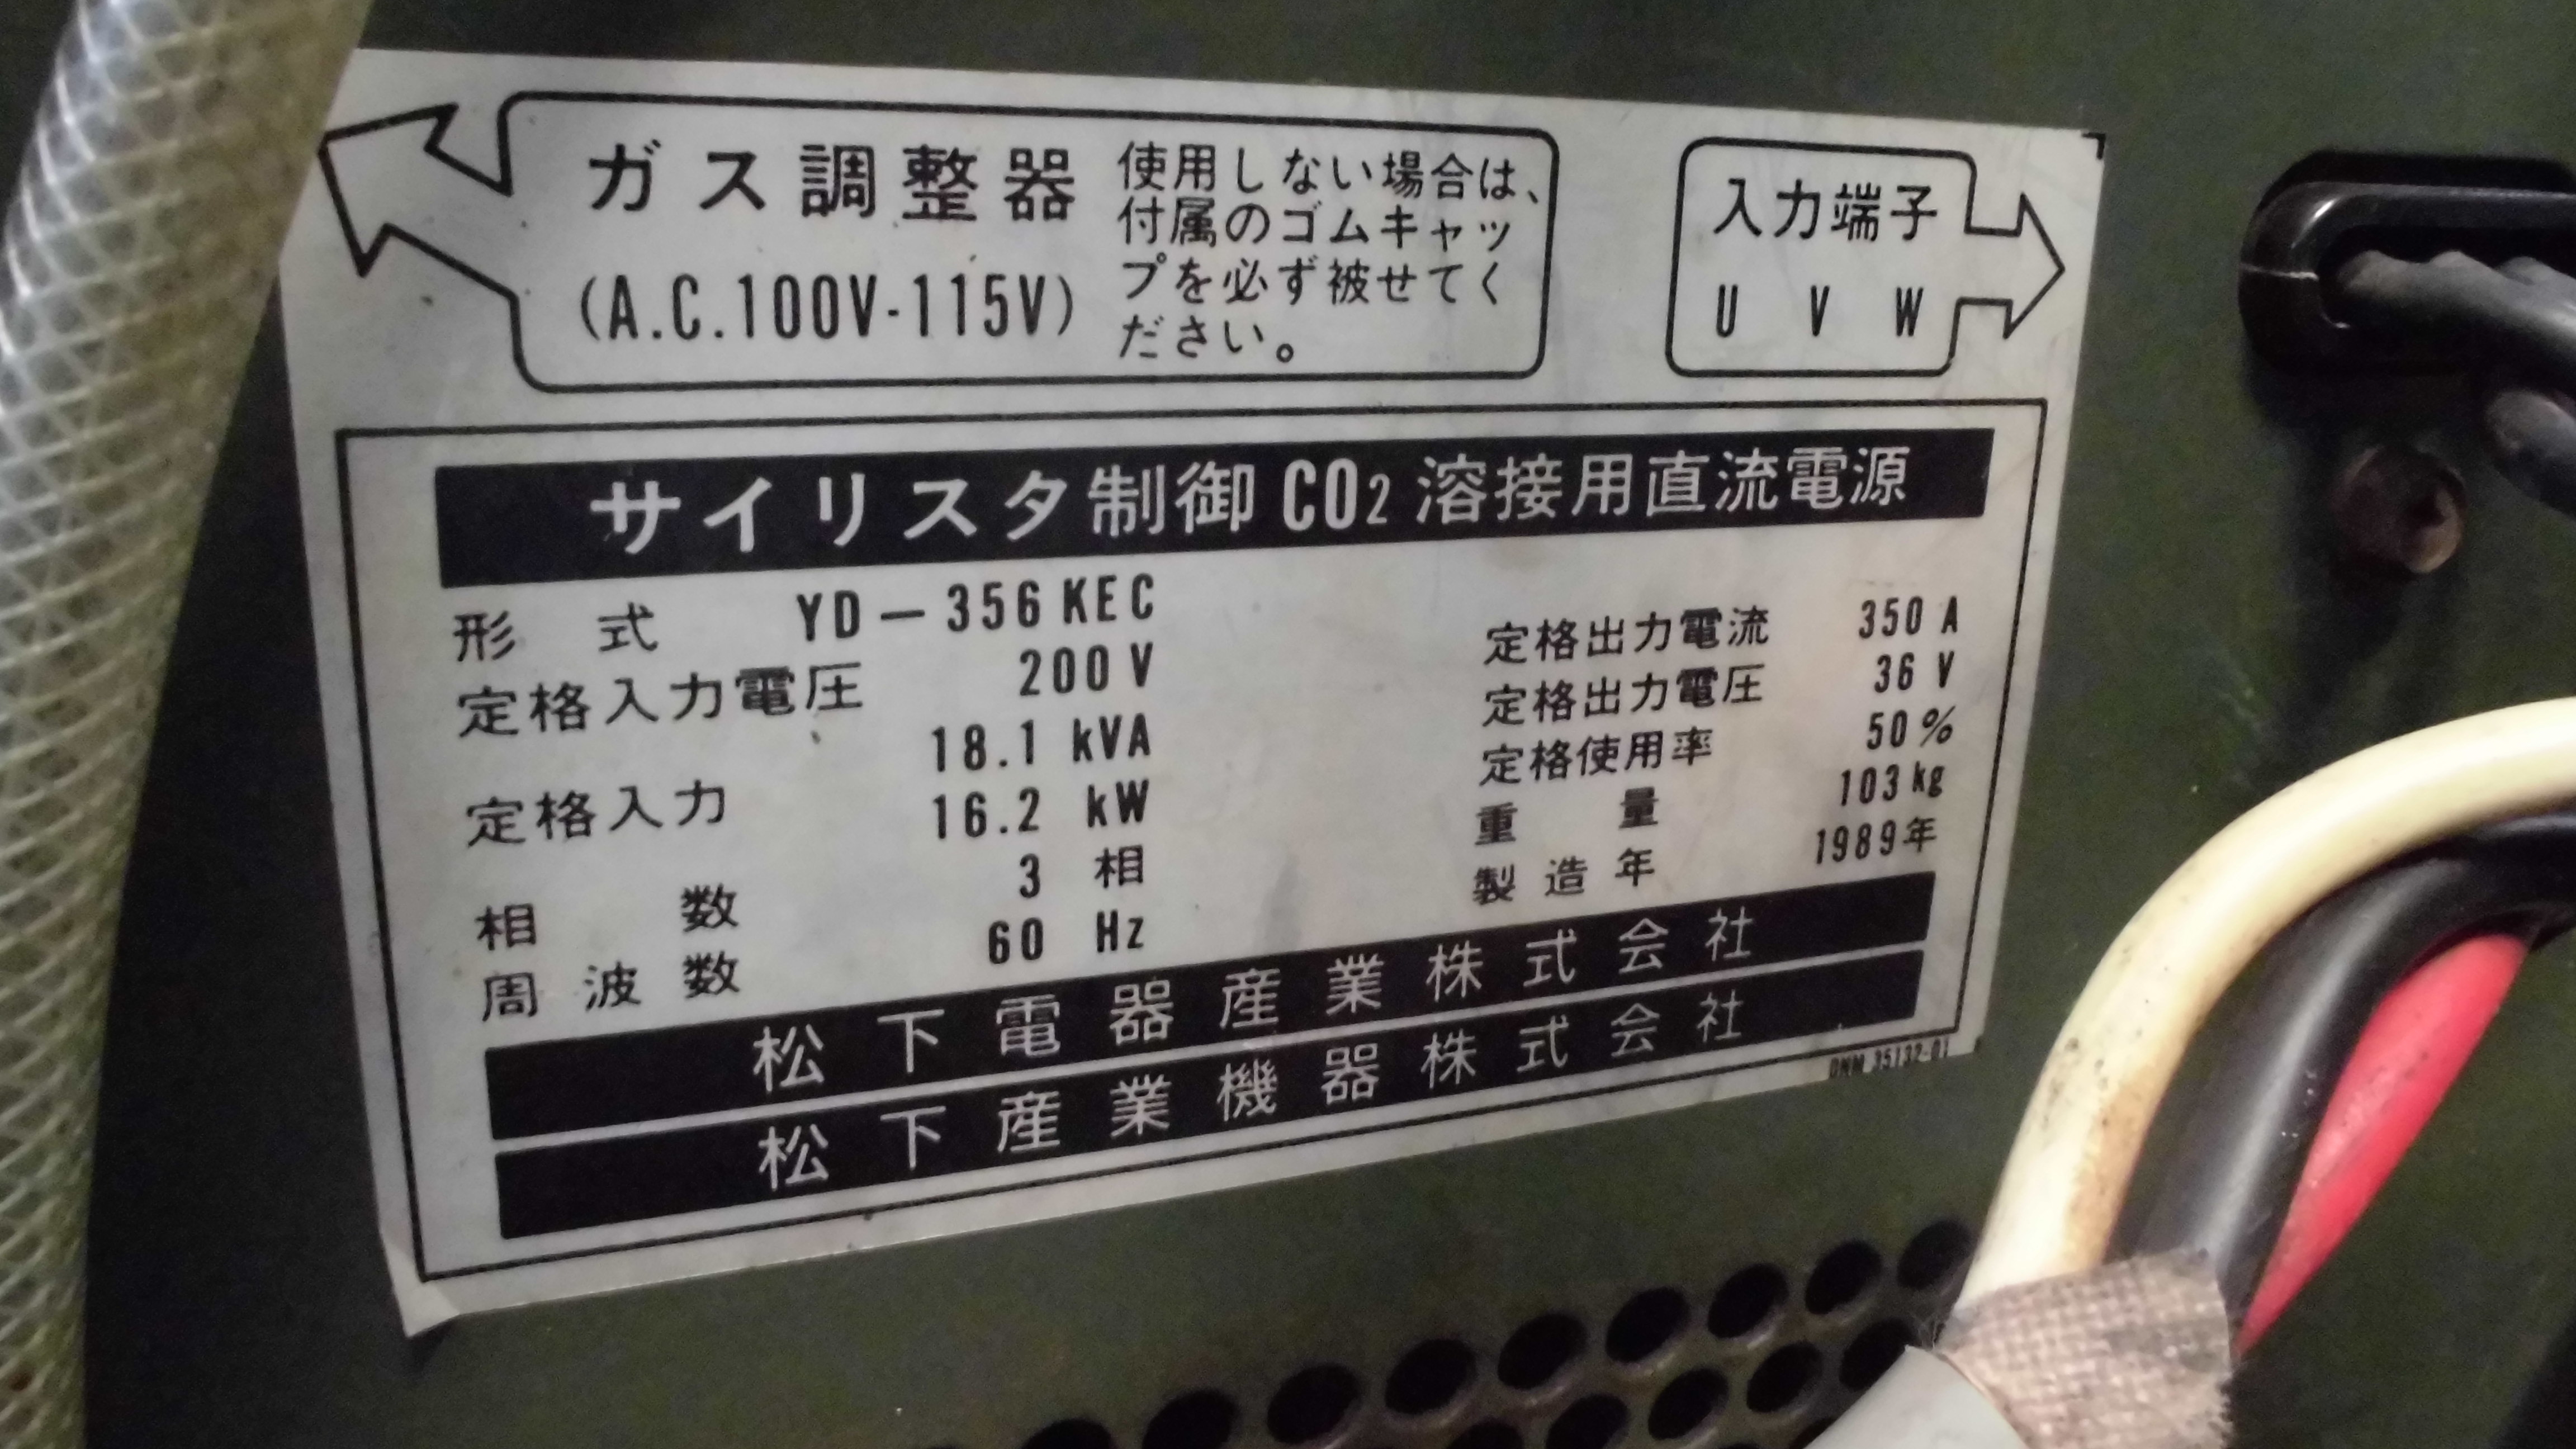 ガス調整器
(A.C.100V-115V)
使用しない場合は、
付属のゴムキャッ
プを必ず被せてく
ださい。
入力端子
U V W
サイリスタ制御CO2溶接用直流電源
形式 YD-356KEC
定格入力電圧 200V
18.1 kVA
定格入力
16.2 kW
相数 3 相
周波数 60 Hz
定格出力電流 350 A
定格出力電圧 36 V
定格使用率 50%
重量 103kg
製造年 1989年
松下電器産業株式会社
松下産業機器株式会社
DNM 35132-01